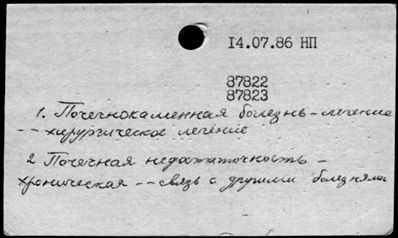 14.07.86 НП
87822
87823
1. Почечнокаменная болезнь - лечение
-- хирургическое лечение
2 Почечная недостаточность -
хроническая -- связь с другими болезнями